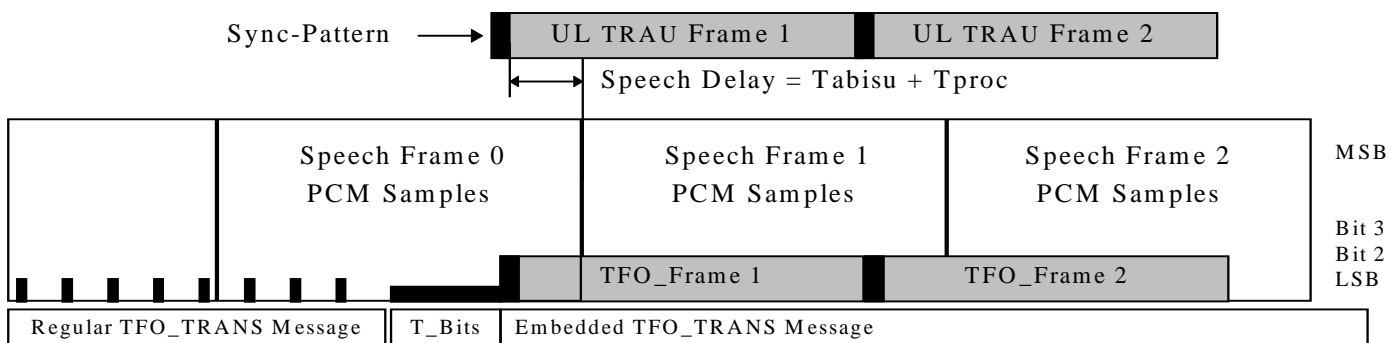 Sync-Pattern
UL TRAU Frame 1
UL TRAU Frame 2
Speech Delay = Tabisu + Tproc
Speech Frame 0
PCM Samples
Speech Frame 1
PCM Samples
Speech Frame 2
PCM Samples
MSB
Bit 3
Bit 2
LSB
TFO_Frame 1
TFO_Frame 2
Regular TFO_TRANS Message
T_Bits
Embedded TFO_TRANS Message